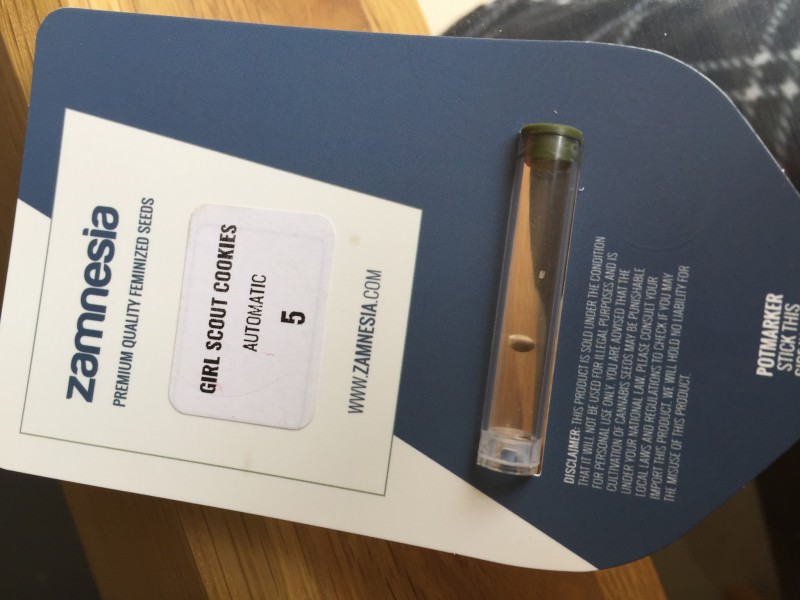 zamnesia
PREMIUM QUALITY FEMINIZED SEEDS
GIRL SCOUT COOKIES
AUTOMATIC
5
WWW.ZAMNESIA.COM
DISCLAIMER: THIS PRODUCT IS SOLD UNDER THE CONDITION
THAT IT WILL NOT BE USED FOR ILLEGAL PURPOSES AND IS
FOR PERSONAL USE ONLY. YOU ARE ADVISED THAT THE
CULTIVATION OF CANNABIS SEEDS MAY BE PUNISHABLE
UNDER YOUR NATIONAL LAW. PLEASE CONSULT YOUR
LOCAL LAWS AND REGULATIONS TO CHECK IF YOU MAY
IMPORT THIS PRODUCT. WE WILL HOLD NO LIABILITY FOR
THE MISUSE OF THIS PRODUCT.
POTMARKER
STICK THIS